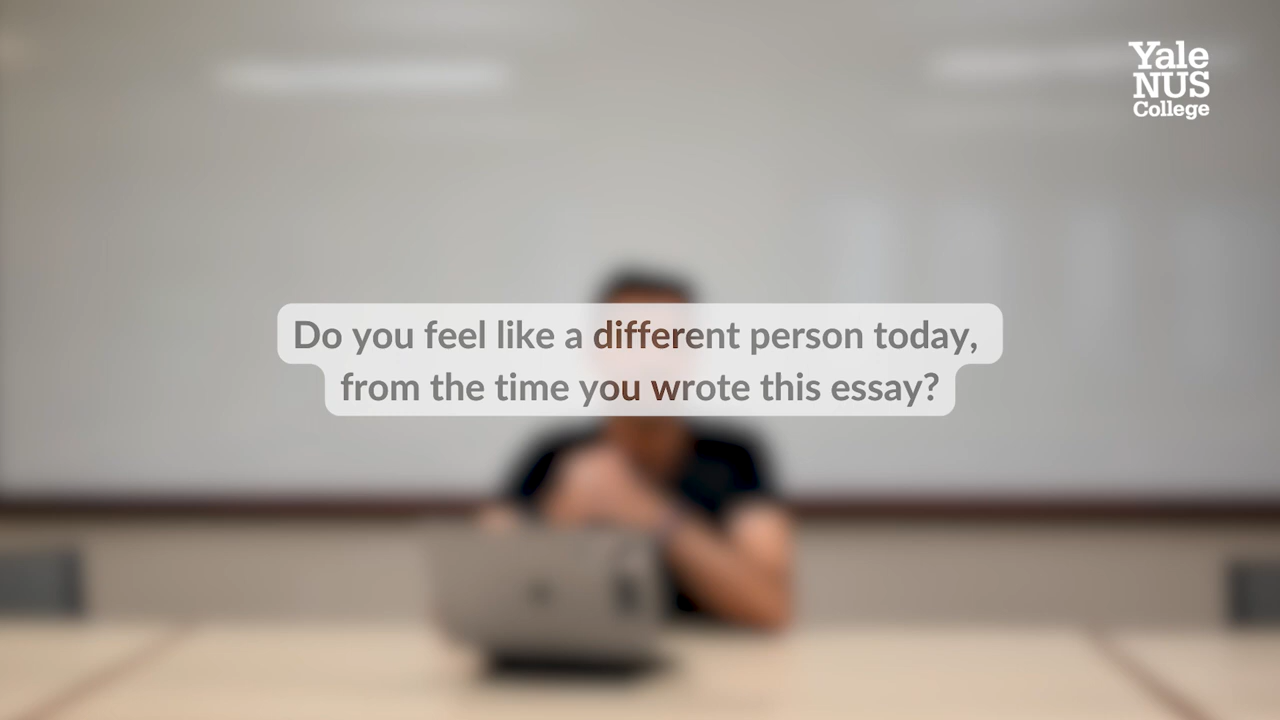 Yale
NUS
College
Do you feel like a different person today,
from the time you wrote this essay?